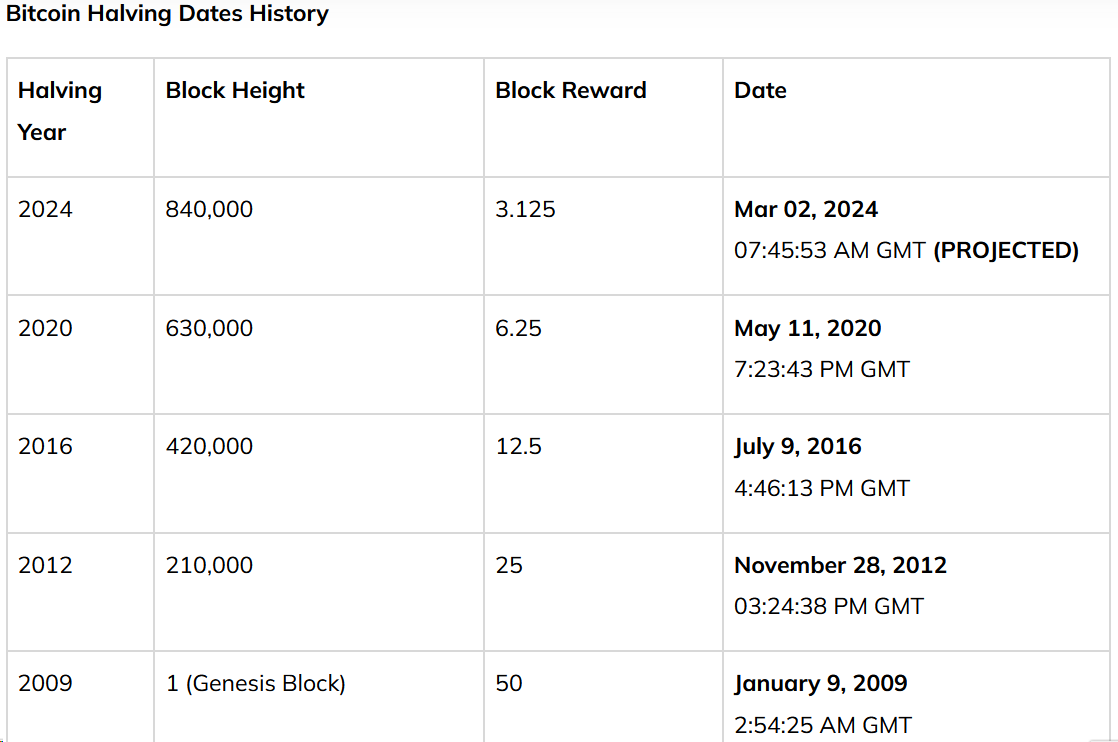 Bitcoin Halving Dates History
Halving Year
Block Height
Block Reward
Date
2024
840,000
3.125
Mar 02, 2024
07:45:53 AM GMT (PROJECTED)
2020
630,000
6.25
May 11, 2020
7:23:43 PM GMT
2016
420,000
12.5
July 9, 2016
4:46:13 PM GMT
2012
210,000
25
November 28, 2012
03:24:38 PM GMT
2009
1 (Genesis Block)
50
January 9, 2009
2:54:25 AM GMT